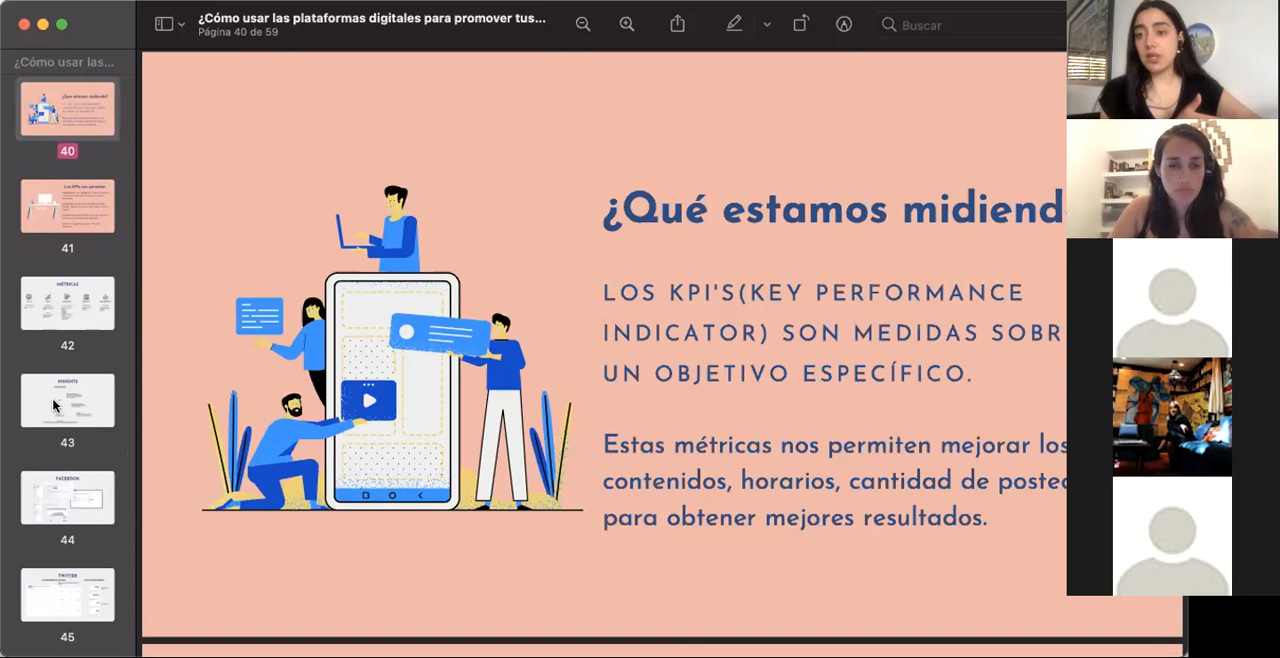 ¿Cómo usar las plataformas digitales para promover tus...
Página 40 de 59
Buscar
¿Cómo usar las...
40
41
MÉTRICAS
42
INSIGHTS
43
FACEBOOK
44
TWITTER
45
¿Qué estamos midiend
LOS KPI'S(KEY PERFORMANCE
INDICATOR) SON MEDIDAS SOBR
UN OBJETIVO ESPECÍFICO.
Estas métricas nos permiten mejorar los
contenidos, horarios, cantidad de posteo
para obtener mejores resultados.